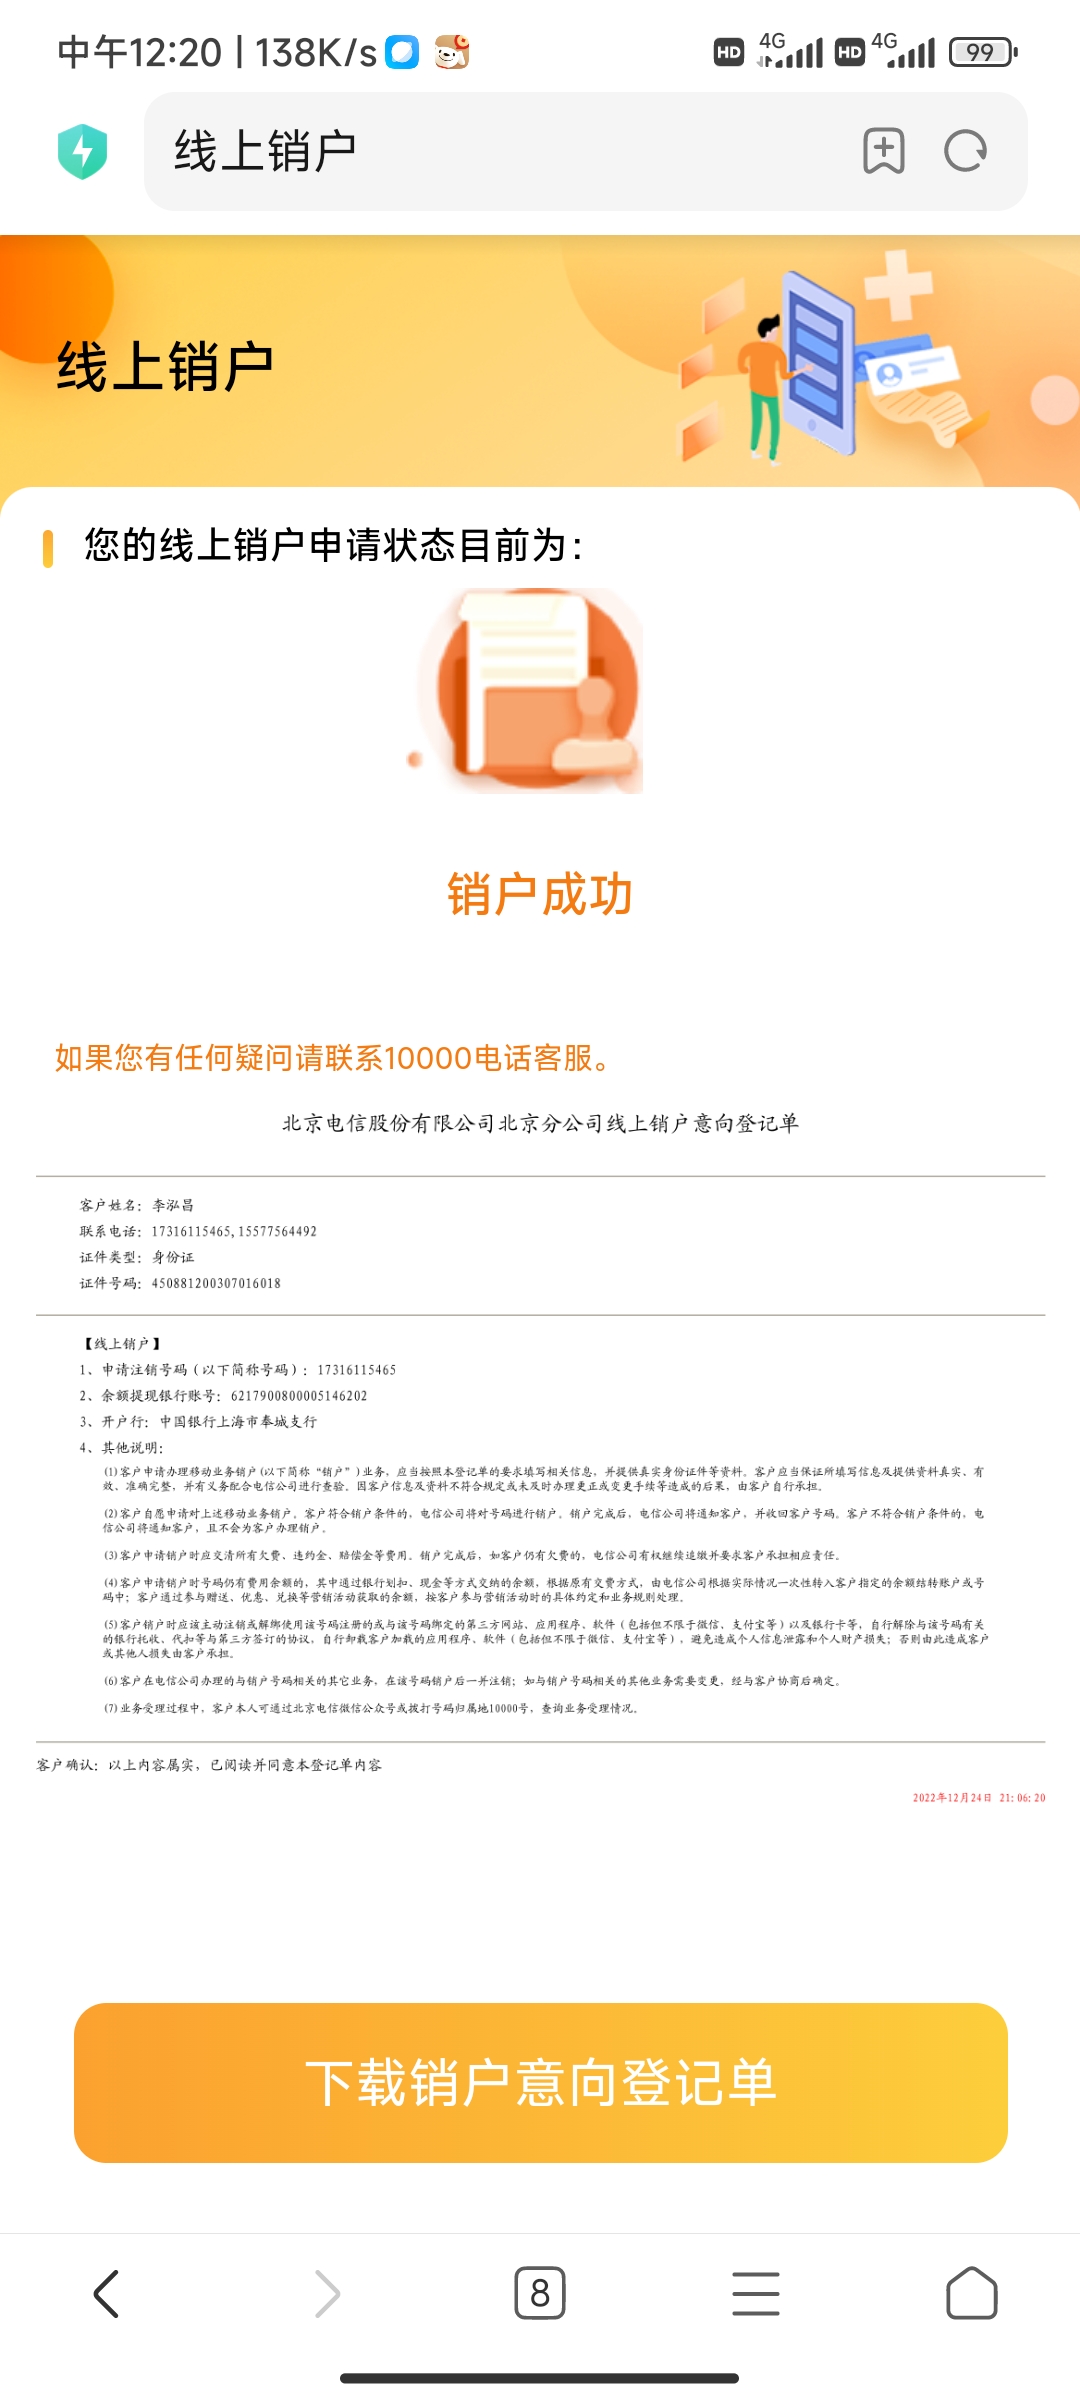 中午12:20 | 138K/s HD 4G HD 4G 99
线上销户
线上销户
您的线上销户申请状态目前为：
销户成功
如果您有任何疑问请联系10000电话客服。
北京电信股份有限公司北京分公司线上销户意向登记单
客户姓名：李泓昌
联系电话：17316115465,15577564492
证件类型：身份证
证件号码：450881200307016018
【线上销户】
1、申请注销号码（以下简称号码）：17316115465
2、余额提现银行账号：6217900800005146202
3、开户行：中国银行上海市奉城支行
4、其他说明：
(1)客户申请办理移动业务销户(以下简称“销户”)业务，应当按照本登记单的要求填写相关信息，并提供真实身份证件等资料。客户应当保证所填写信息及提供资料真实、有
效、准确完整，并有义务配合电信公司进行查验。因客户信息及资料不符合规定或未及时办理更正或变更手续等造成的后果，由客户自行承担。
(2)客户自愿申请对上述移动业务销户。客户符合销户条件的，电信公司将对号码进行销户。销户完成后，电信公司将通知客户，并收回客户号码。客户不符合销户条件的，电
信公司将通知客户，且不会为客户办理销户。
(3)客户申请销户时应交清所有欠费、违约金、赔偿金等费用。销户完成后，如客户仍有欠费的，电信公司有权继续追缴并要求客户承担相应责任。
(4)客户申请销户时号码仍有费用余额的，其中通过银行划扣、现金等方式交纳的余额，根据原有交费方式，由电信公司根据实际情况一次性转入客户指定的余额结转账户或号
码中；客户通过参与赠送、优惠、兑换等营销活动获取的余额，按客户参与营销活动时的具体约定和业务规则处理。
(5)客户销户时应该主动注销或解绑使用该号码注册的或与该号码绑定的第三方网站、应用程序、软件（包括但不限于微信、支付宝等）以及银行卡等，自行解除与该号码有关
的银行托收、代扣等与第三方签订的协议，自行卸载客户加载的应用程序、软件（包括但不限于微信、支付宝等），避免造成个人信息泄露和个人财产损失；否则由此造成客户
或其他人损失由客户承担。
(6)客户在电信公司办理的与销户号码相关的其它业务，在该号码销户后一并注销；如与销户号码相关的其他业务需要变更，经与客户协商后确定。
(7)业务受理过程中，客户本人可通过北京电信微信公众号或拨打号码归属地10000号，查询业务受理情况。
客户确认：以上内容属实，已阅读并同意本登记单内容
2022年12月24日 21:06:20
下载销户意向登记单
8